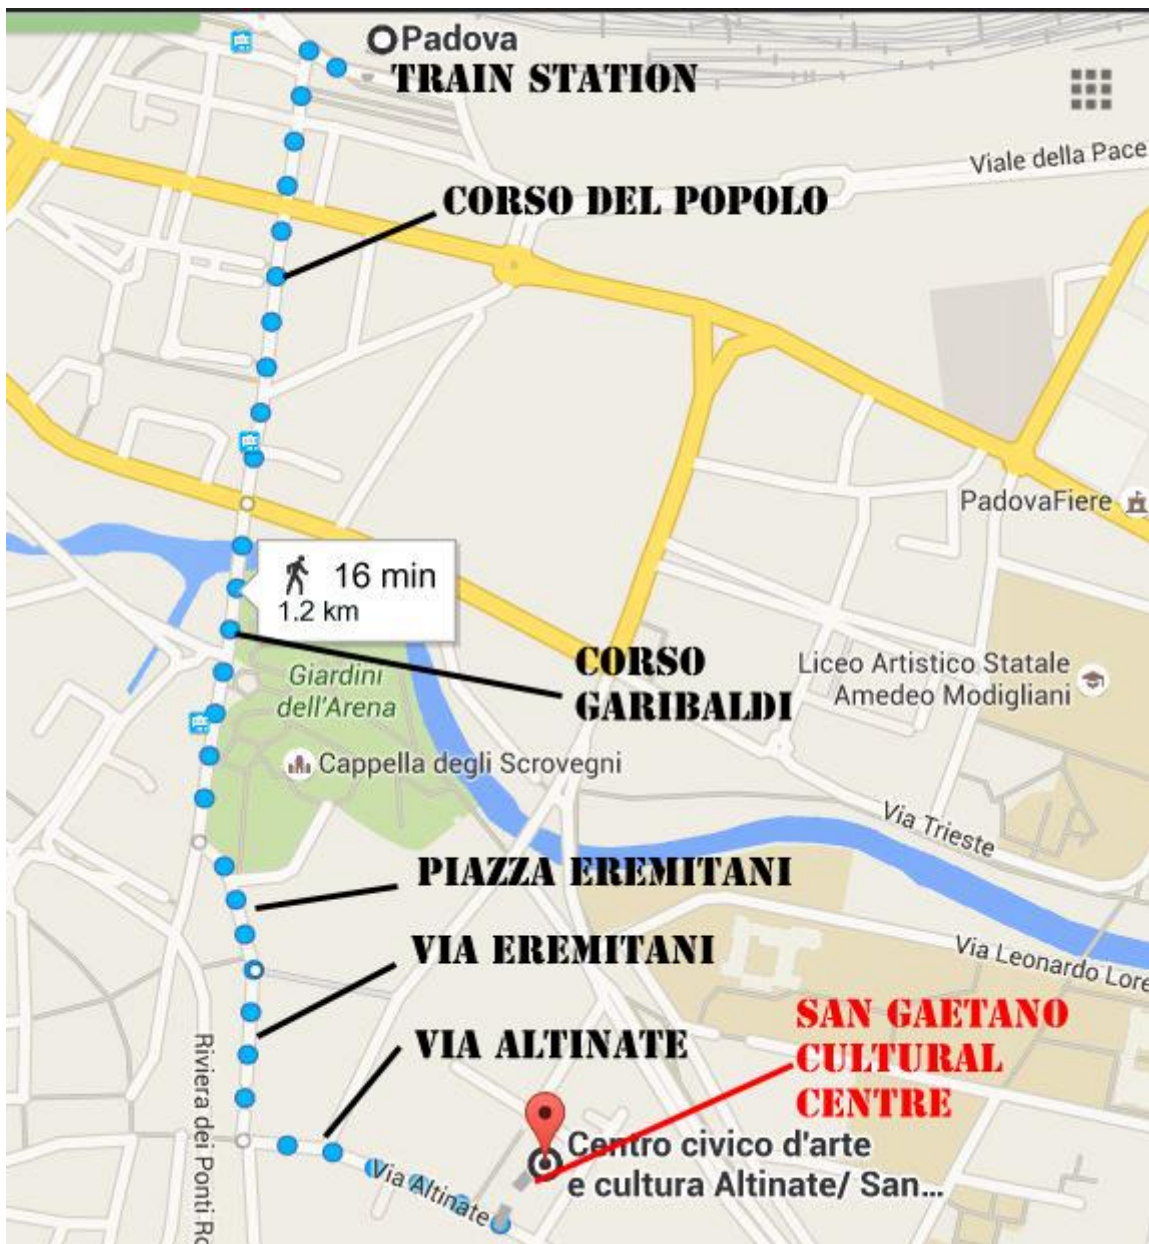 Padova
TRAIN STATION
Viale della Pace
CORSO DEL POPOLO
PadovaFiere
16 min
1.2 km
CORSO
GARIBALDI
Liceo Artistico Statale
Amedeo Modigliani
Giardini
dell'Arena
Cappella degli Scrovegni
Via Trieste
PIAZZA EREMITANI
VIA EREMITANI
Via Leonardo Lore
SAN GAETANO
CULTURAL
CENTRE
VIA ALTINATE
Riviera dei Ponti Ro
Centro civico d'arte
e cultura Altinate/ San...
Via Altinate